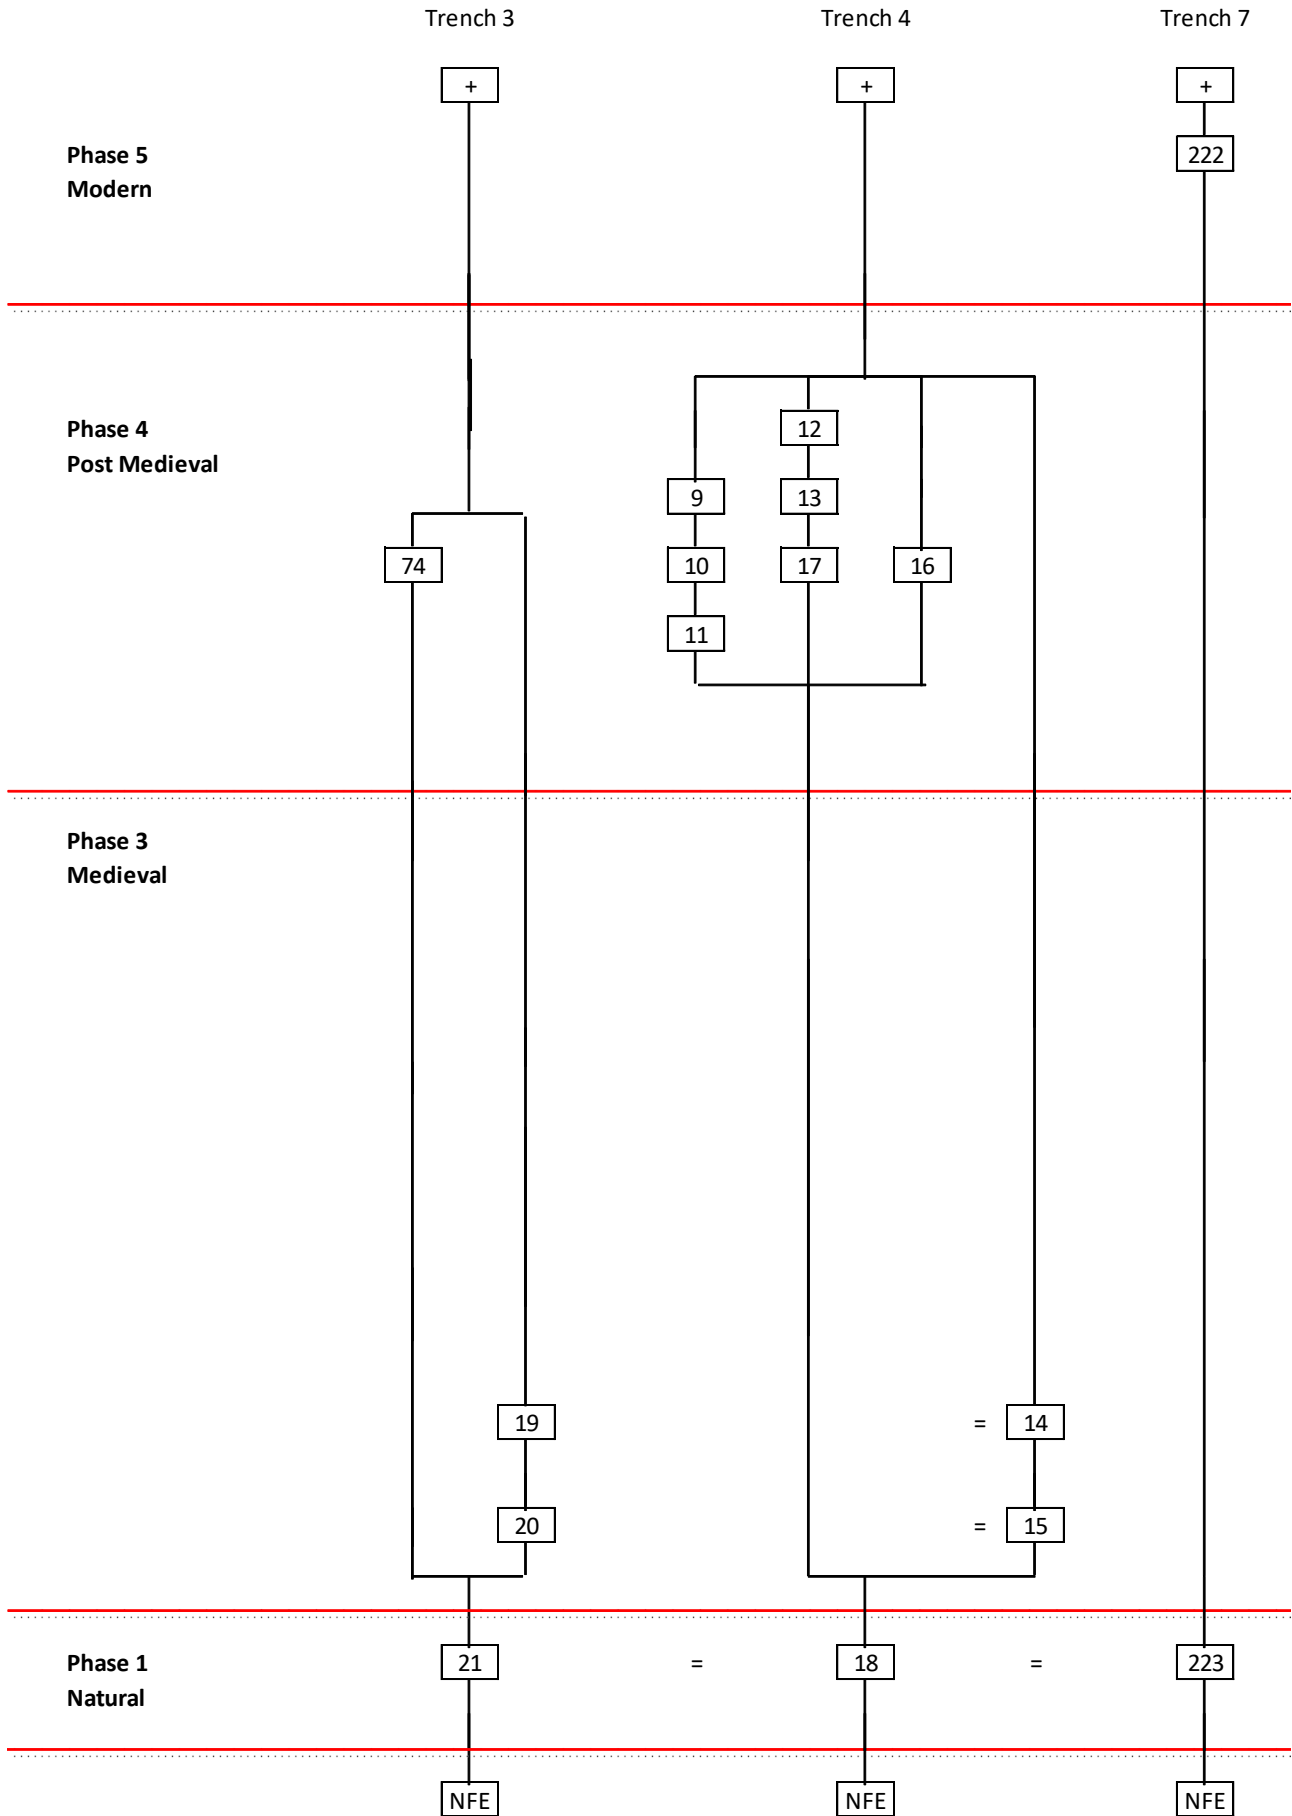 Trench 3 Trench 4 Trench 7
+ + +
Phase 5
Modern
222
Phase 4
Post Medieval
12
9 13
74 10 17 16
11
Phase 3
Medieval
19 = 14
20 = 15
Phase 1
Natural
21 = 18 = 223
NFE NFE NFE